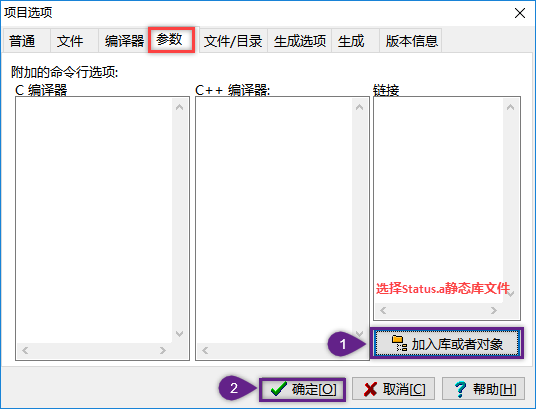 项目选项
普通 文件 编译器 参数 文件/目录 生成选项 生成 版本信息
附加的命令行选项:
C 编译器 C++ 编译器: 链接
选择Status.a静态库文件
1 加入库或者对象
2 确定[O] 取消[C] 帮助[H]